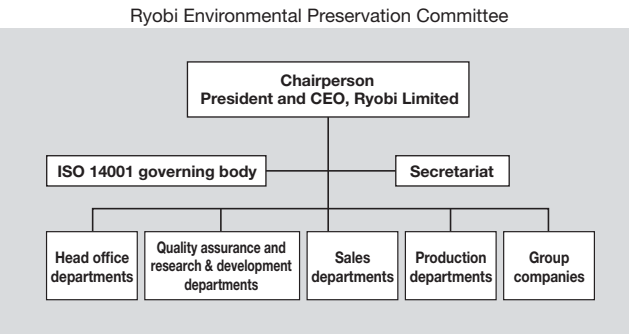 Ryobi Environmental Preservation Committee
Chairperson
President and CEO, Ryobi Limited
ISO 14001 governing body
Secretariat
Head office
departments
Quality assurance and
research & development
departments
Sales
departments
Production
departments
Group
companies